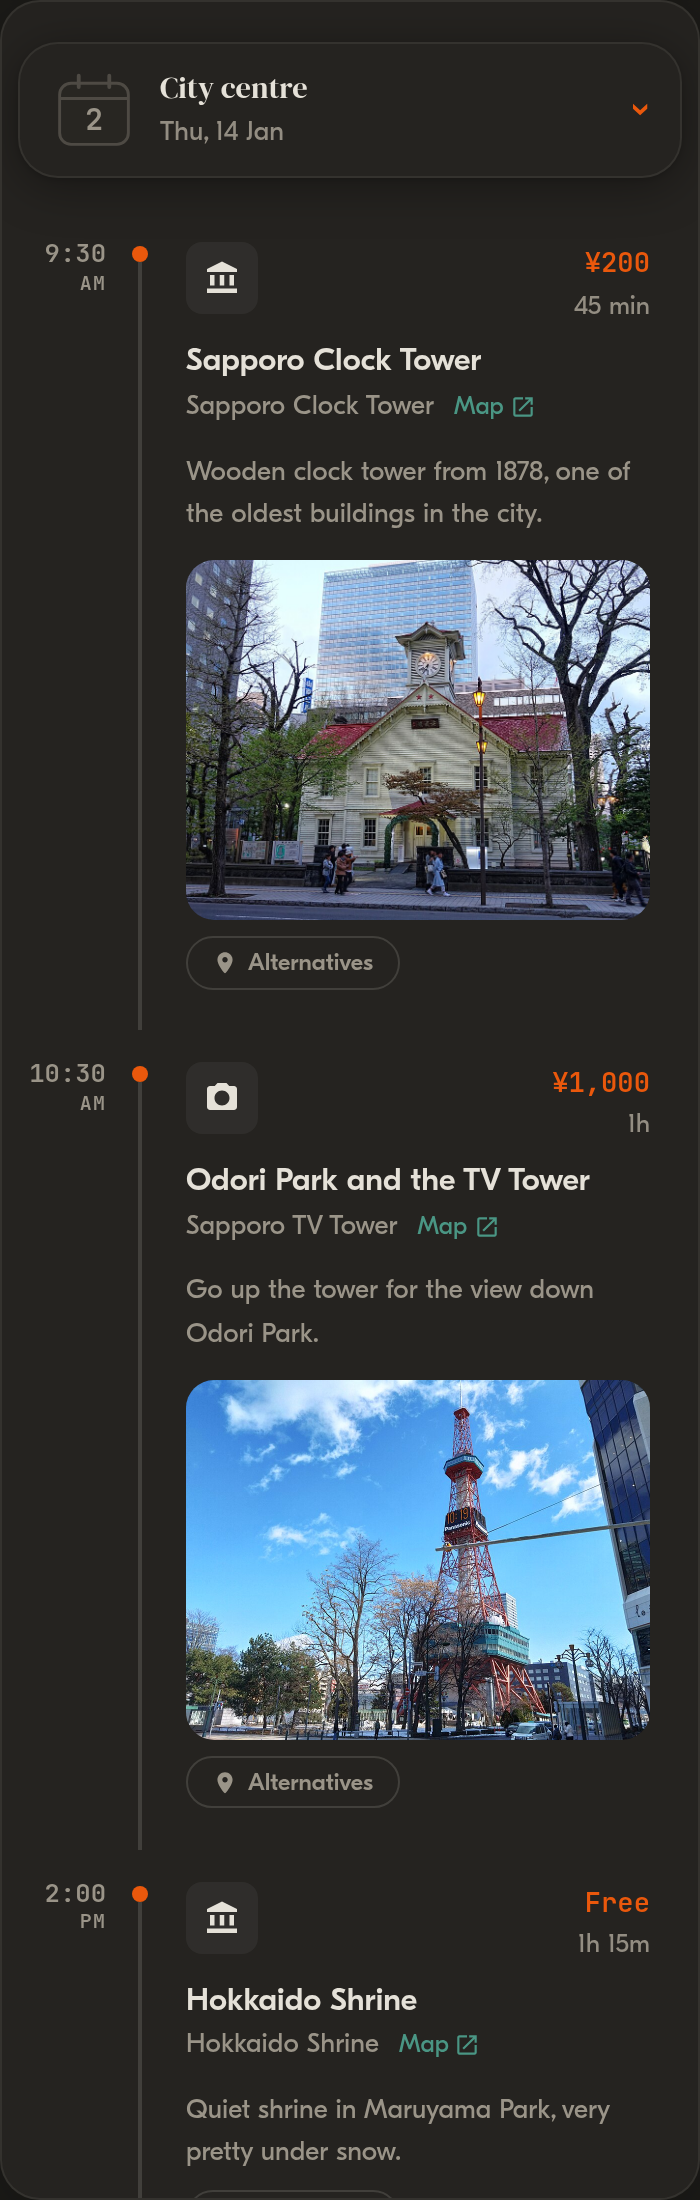 2
City centre
Thu, 14 Jan
9:30
AM
¥200
45 min
Sapporo Clock Tower
Sapporo Clock Tower Map
Wooden clock tower from 1878, one of
the oldest buildings in the city.
Alternatives
10:30
AM
¥1,000
1h
Odori Park and the TV Tower
Sapporo TV Tower Map
Go up the tower for the view down
Odori Park.
10:19
Panasonic
Alternatives
2:00
PM
Free
1h 15m
Hokkaido Shrine
Hokkaido Shrine Map
Quiet shrine in Maruyama Park, very
pretty under snow.